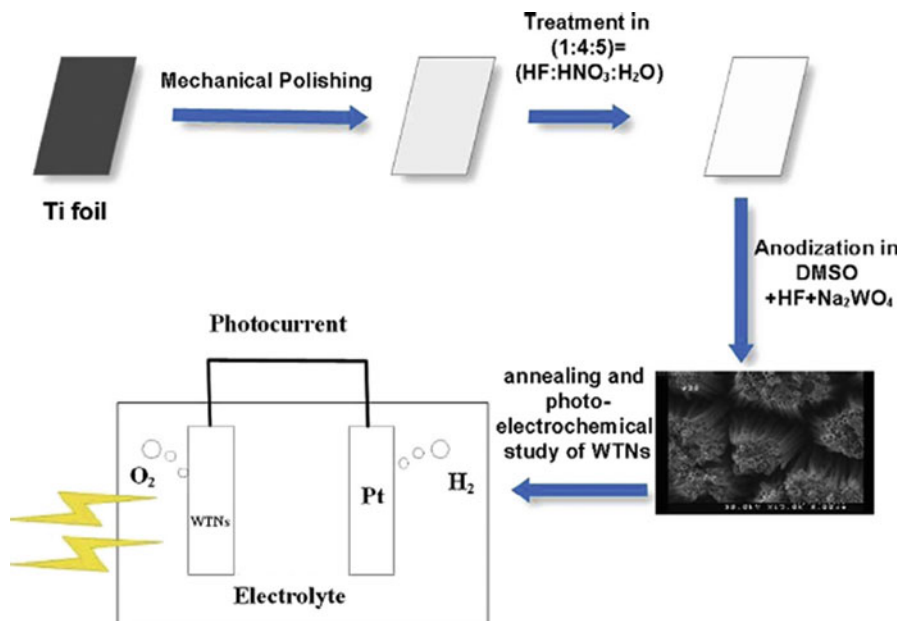 Treatment in
(1:4:5)=
(HF:HNO₃:H₂O)
Mechanical Polishing
Ti foil
Anodization in
DMSO
+HF+Na₂WO₄
Photocurrent
annealing and
photo-
electrochemical
study of WTNs
O₂
WTNs
Pt
H₂
Electrolyte